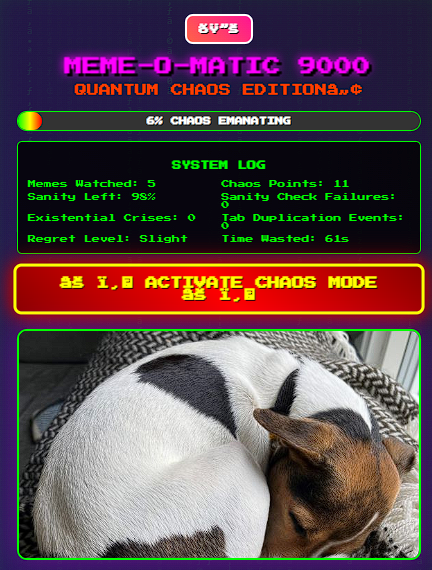 ðŸ”Š
MEME-O-MATIC 9000
QUANTUM CHAOS EDITIONâ„¢
6% CHAOS EMANATING
SYSTEM LOG
Memes Watched: 5
Chaos Points: 11
Sanity Left: 98%
Sanity Check Failures: 0
Existential Crises: 0
Tab Duplication Events: 0
Regret Level: Slight
Time Wasted: 61s
ACTIVATE CHAOS MODE